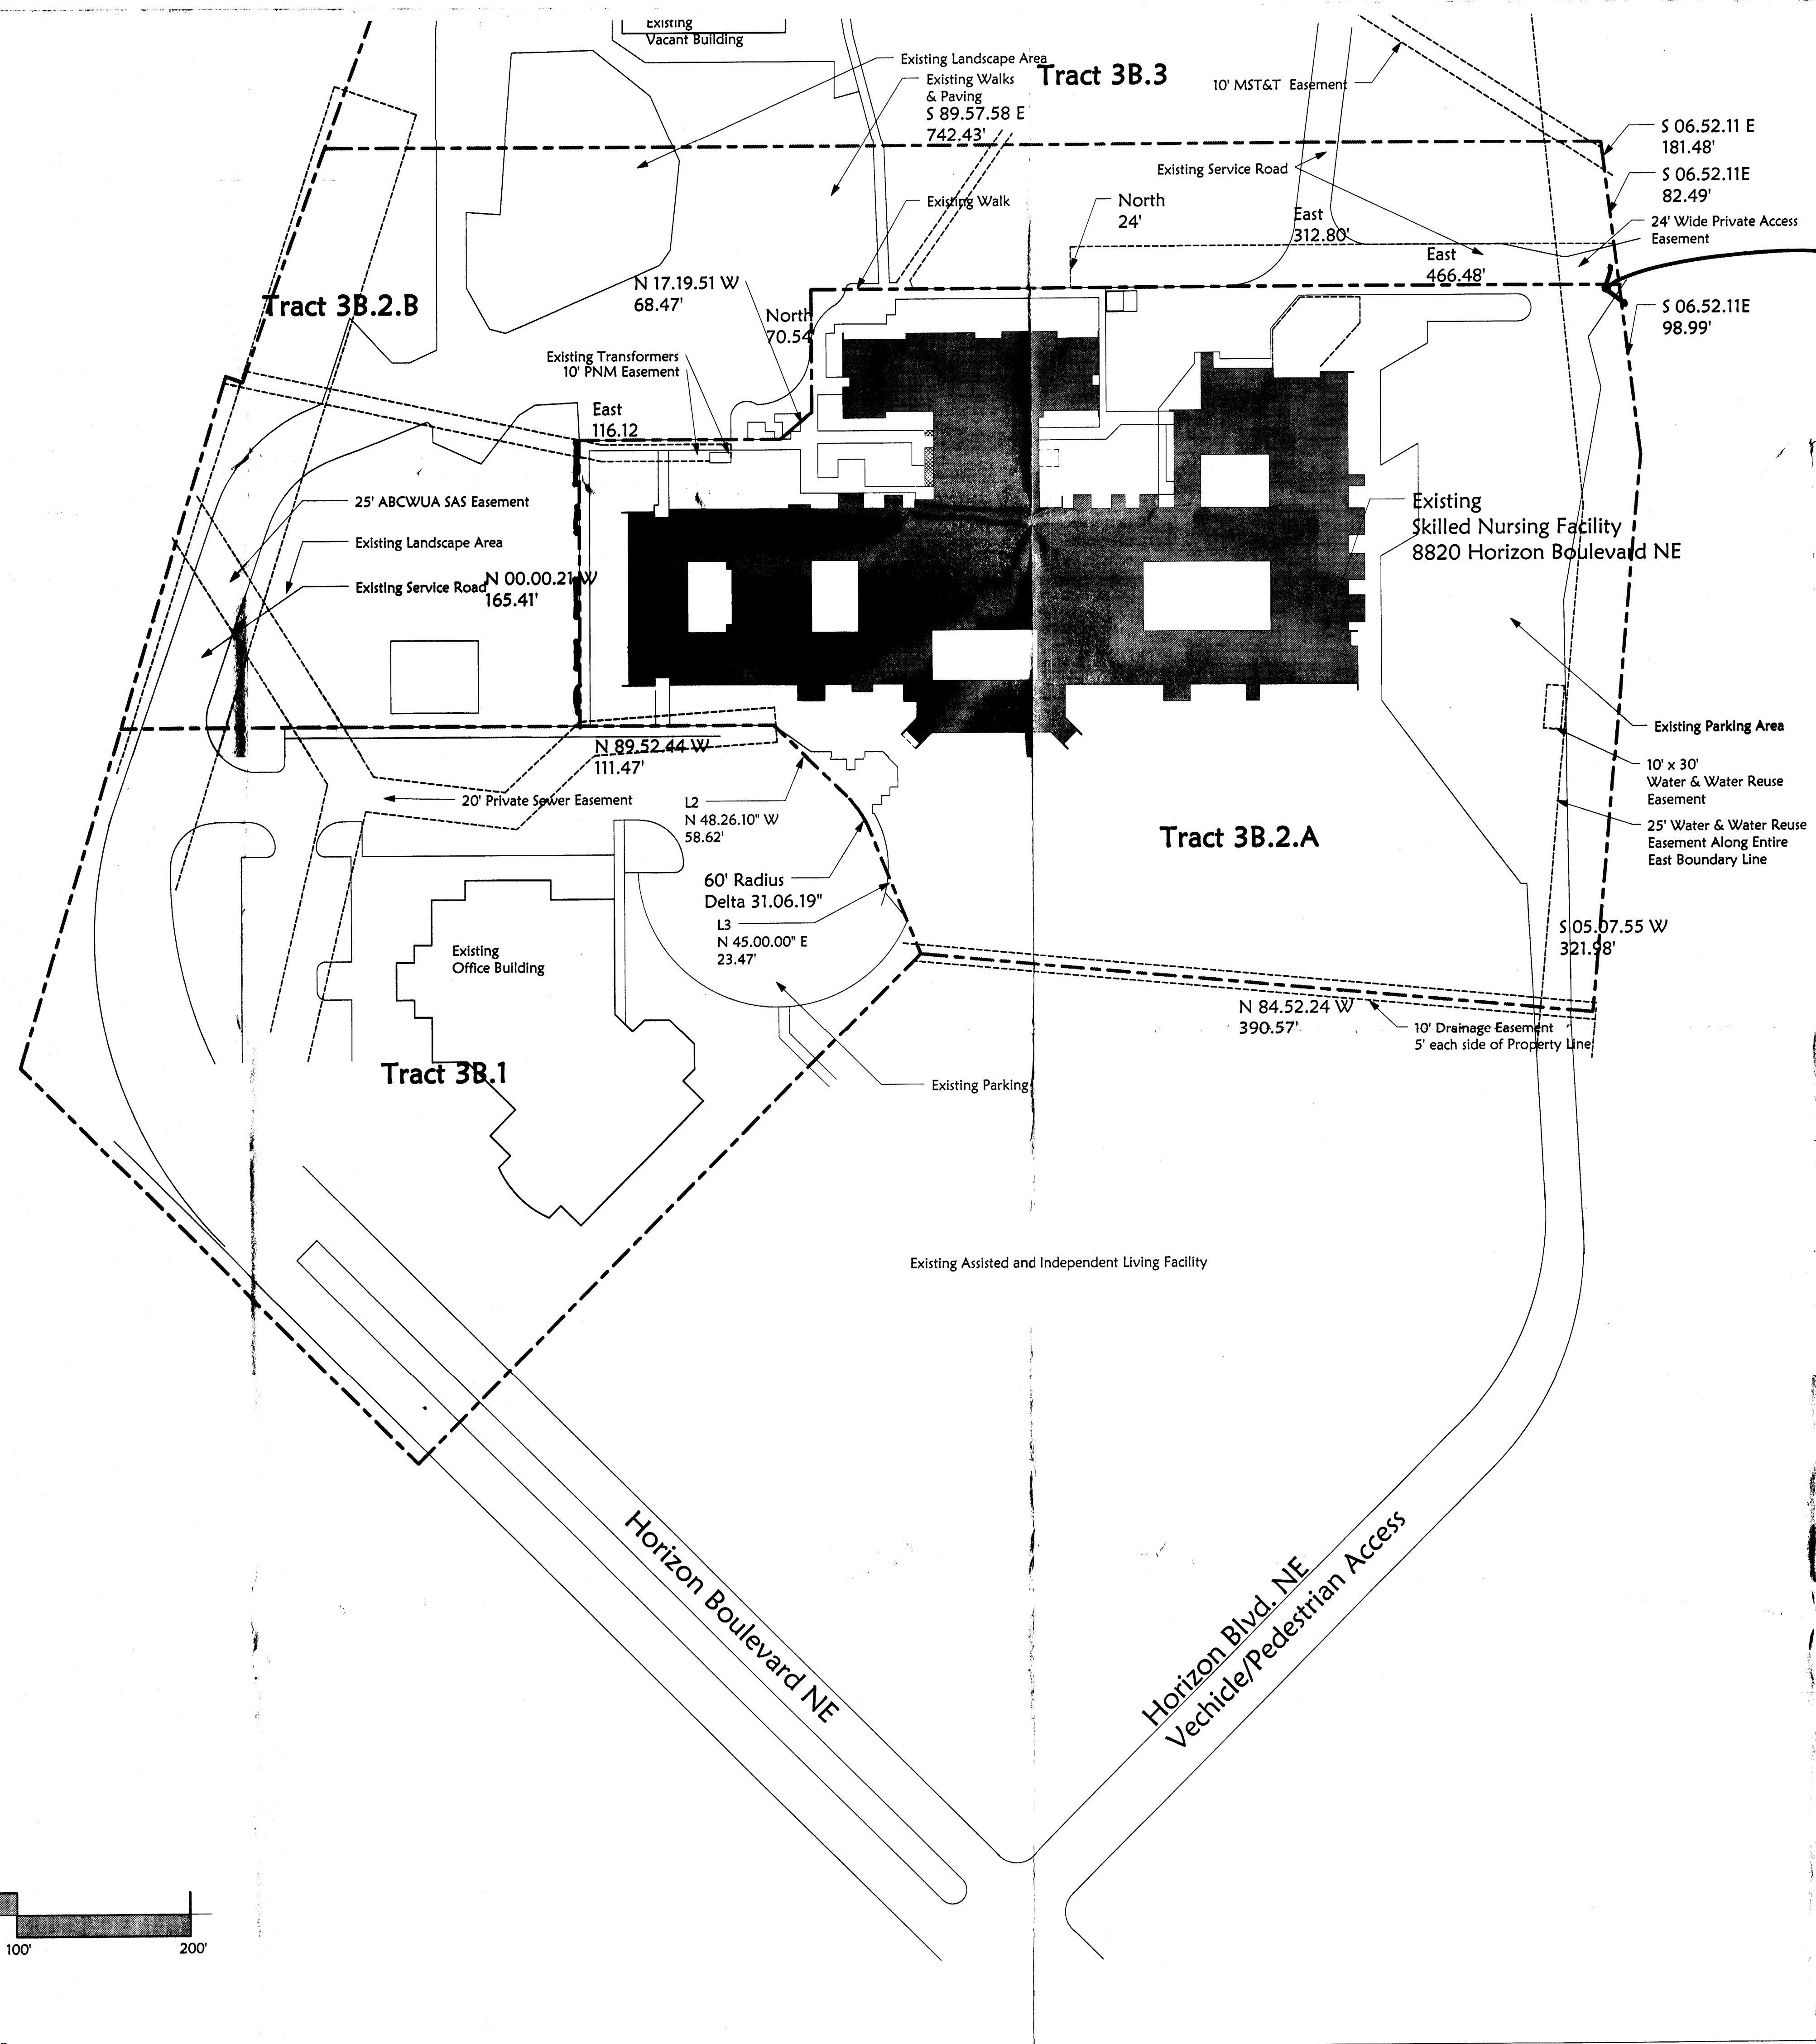 Existing
Vacant Building
Existing Landscape Area
Existing Walks
& Paving
S 89.57.58 E
742.43'
Tract 3B.3
10' MST&T Easement
S 06.52.11 E
181.48'
Existing Service Road
S 06.52.11E
82.49'
Existing Walk
North
24'
East
312.80'
24' Wide Private Access
Easement
East
466.48'
N 17.19.51 W
68.47'
Tract 3B.2.B
North
70.54'
S 06.52.11E
98.99'
Existing Transformers
10' PNM Easement
East
116.12
25' ABCWUA SAS Easement
Existing
Skilled Nursing Facility
8820 Horizon Boulevard NE
Existing Landscape Area
N 00.00.21 W
165.41'
Existing Service Road
Existing Parking Area
N 89.52.44 W
111.47'
10' x 30'
Water & Water Reuse
Easement
20' Private Sewer Easement
L2
N 48.26.10" W
58.62'
25' Water & Water Reuse
Easement Along Entire
East Boundary Line
Tract 3B.2.A
60' Radius
Delta 31.06.19"
L3
N 45.00.00" E
23.47'
S 05.07.55 W
321.98'
Existing
Office Building
N 84.52.24 W
390.57'
10' Drainage Easement
5' each side of Property Line
Tract 3B.1
Existing Parking
Existing Assisted and Independent Living Facility
Horizon Boulevard NE
Horizon Blvd. NE
Vechicle/Pedestrian Access
100'
200'